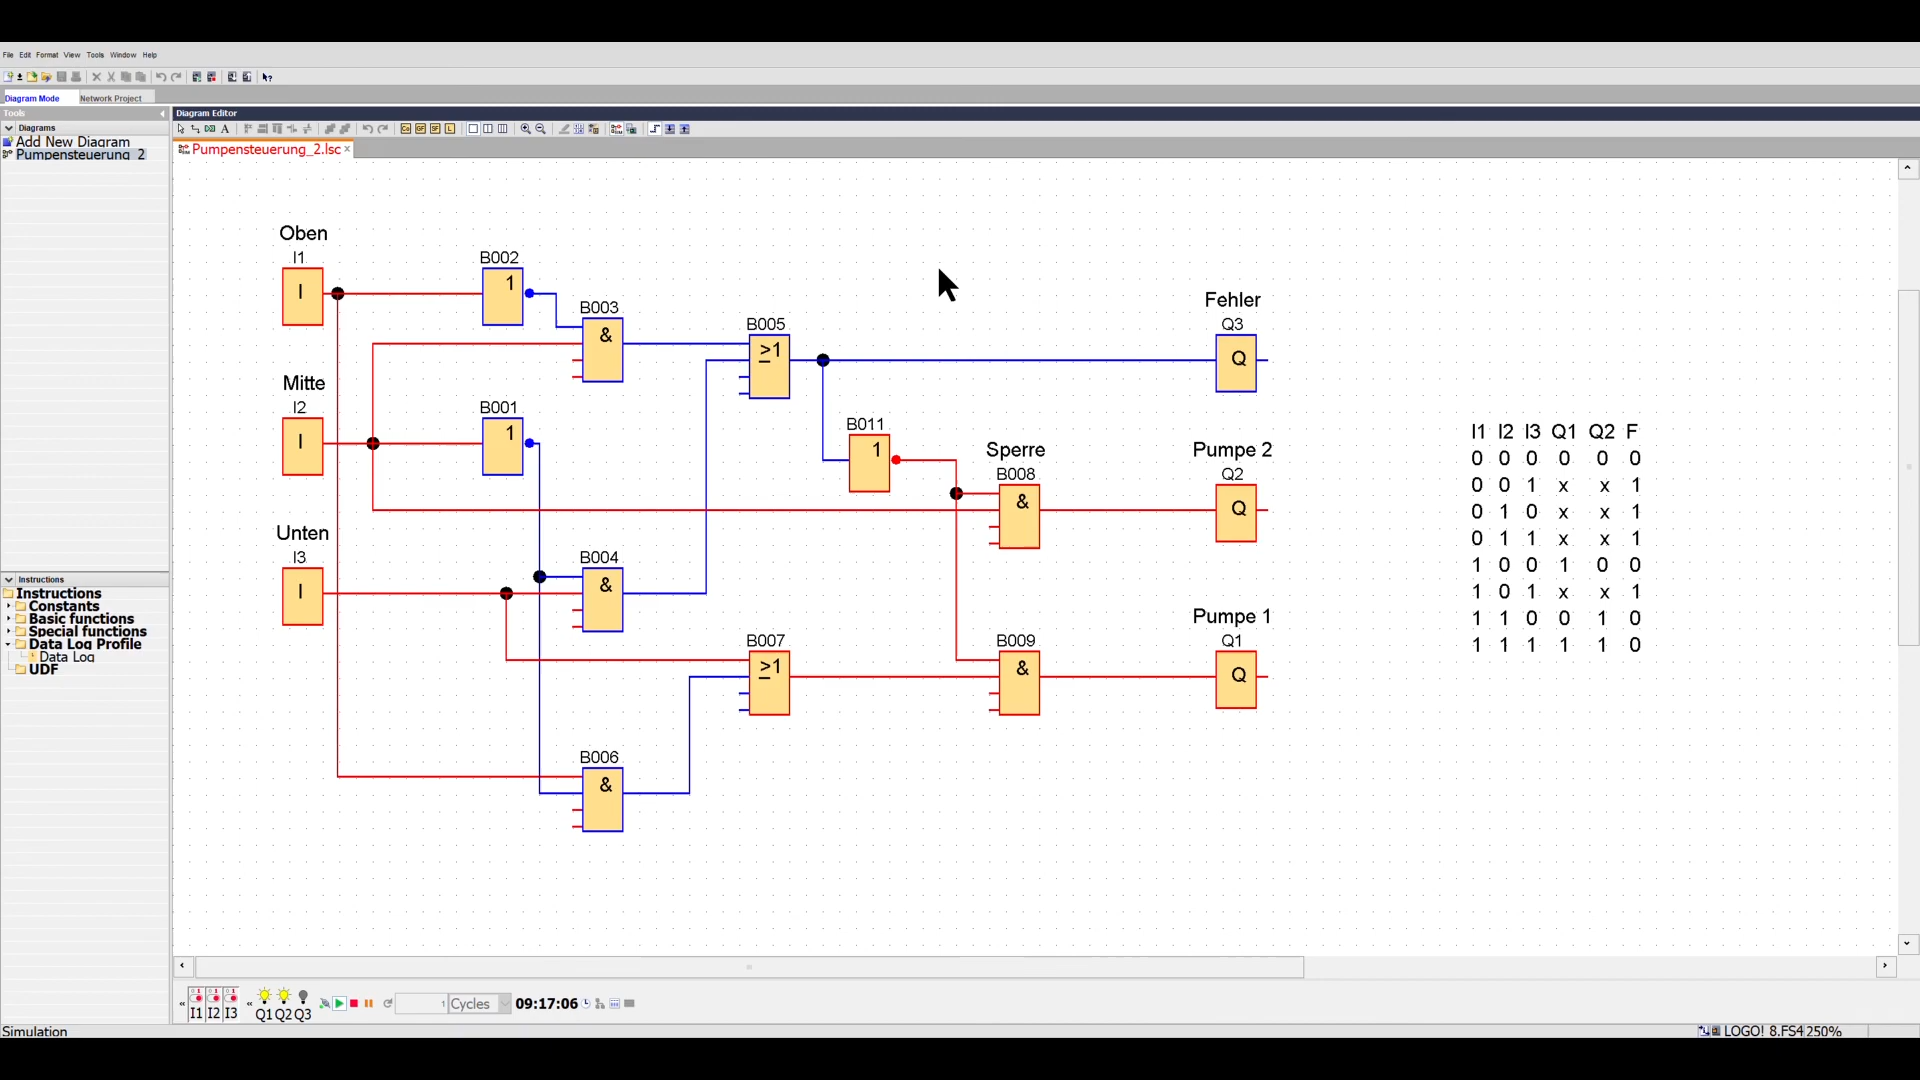 File Edit Format View Tools Window Help
Diagram Mode Network Project
Tools
Diagram Editor
Diagrams
Add New Diagram
Pumpensteuerung_2
Pumpensteuerung_2.lsc
Oben
I1
I
B002
1
B003
&
B005
>1
Fehler
Q3
Q
Mitte
I2
I
B001
1
B011
1
Sperre
B008
&
Pumpe 2
Q2
Q
Unten
I3
I
B004
&
B007
>1
B009
&
Pumpe 1
Q1
Q
B006
&
I1 I2 I3 Q1 Q2 F
0 0 0 0 0 0
0 0 1 x x 1
0 1 0 x x 1
0 1 1 x x 1
1 0 0 1 0 0
1 0 1 x x 1
1 1 0 0 1 0
1 1 1 1 1 0
Instructions
Instructions
Constants
Basic functions
Special functions
Data Log Profile
Data Log
UDF
I1 I2 I3 Q1 Q2 Q3
1 Cycles 09:17:06
Simulation
LOGO! 8.FS4 250%